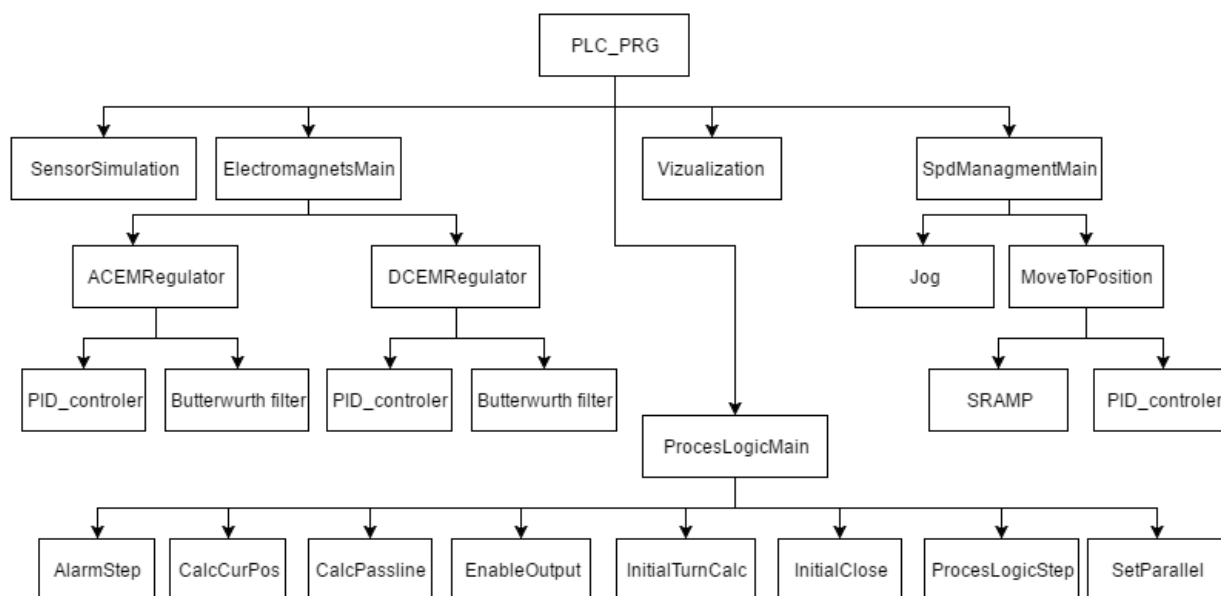 PLC_PRG
SensorSimulation
ElectromagnetsMain
Vizualization
SpdManagmentMain
ACEMRegulator
DCEMRegulator
Jog
MoveToPosition
PID_controler
Butterwurth filter
PID_controler
Butterwurth filter
SRAMP
PID_controler
ProcesLogicMain
AlarmStep
CalcCurPos
CalcPassline
EnableOutput
InitialTurnCalc
InitialClose
ProcesLogicStep
SetParallel